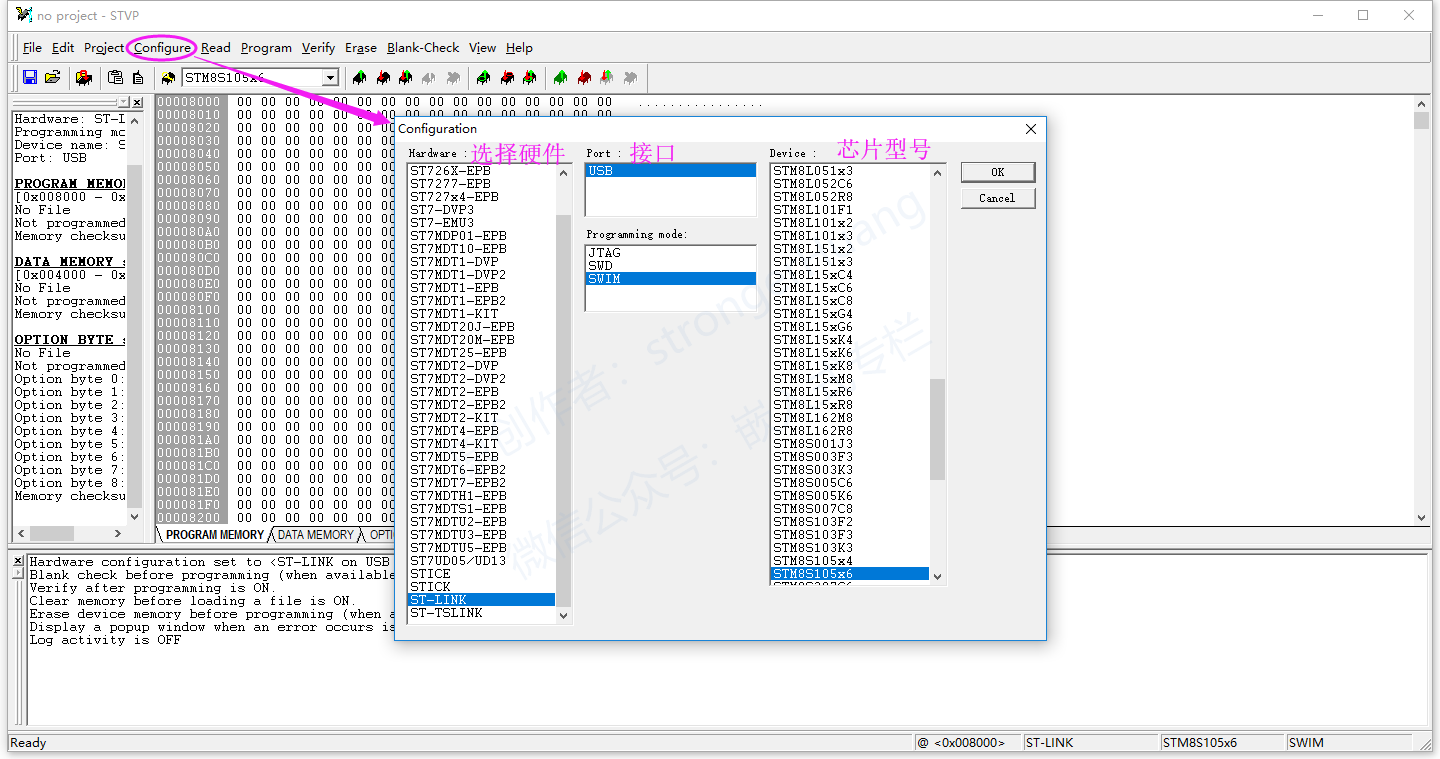 no project - STVP
File Edit Project Configure Read Program Verify Erase Blank-Check View Help
STM8S105x6
Hardware: ST-L
Programming mo
Device name: S
Port: USB
PROGRAM MEMOR
[0x008000 - 0x
No File
Not programmed
Memory checksu
DATA MEMORY s
[0x004000 - 0x
No File
Not programmed
Memory checksu
OPTION BYTE s
No File
Not programmed
Option byte 0:
Option byte 1:
Option byte 2:
Option byte 3:
Option byte 4:
Option byte 5:
Option byte 6:
Option byte 7:
Option byte 8:
Memory checksu
00008000 00 00 00 00 00 00 00 00 00 00 00 00 00 00 00 00 ................
00008010 00 00 00 00 00 00 00 00 00 00 00 00 00 00 00 00
00008020 00 00 00 00 00 00
00008030 00 00 00 00 00 00 00
00008040 00 00 00 00 00 00 00
00008050 00 00 00 00 00 00 00
00008060 00 00 00 00 00 00 00
00008070 00 00 00 00 00 00 00
00008080 00 00 00 00 00 00 00
00008090 00 00 00 00 00 00 00
000080A0 00 00 00 00 00 00 00
000080B0 00 00 00 00 00 00 00
000080C0 00 00 00 00 00 00 00
000080D0 00 00 00 00 00 00 00
000080E0 00 00 00 00 00 00 00
000080F0 00 00 00 00 00 00 00
00008100 00 00 00 00 00 00 00
00008110 00 00 00 00 00 00 00
00008120 00 00 00 00 00 00 00
00008130 00 00 00 00 00 00 00
00008140 00 00 00 00 00 00 00
00008150 00 00 00 00 00 00 00
00008160 00 00 00 00 00 00 00
00008170 00 00 00 00 00 00 00
00008180 00 00 00 00 00 00 00
00008190 00 00 00 00 00 00 00
000081A0 00 00 00 00 00 00 00
000081B0 00 00 00 00 00 00 00
000081C0 00 00 00 00 00 00 00
000081D0 00 00 00 00 00 00 00
000081E0 00 00 00 00 00 00 00
000081F0 00 00 00 00 00 00 00
00008200 00 00 00 00 00 00 00
PROGRAM MEMORY DATA MEMORY OPTI
Configuration
Hardware : 选择硬件
ST726X-EPB
ST7277-EPB
ST727x4-EPB
ST7-DVP3
ST7-EMU3
ST7MDP01-EPB
ST7MDT10-EPB
ST7MDT1-DVP
ST7MDT1-DVP2
ST7MDT1-EPB
ST7MDT1-EPB2
ST7MDT1-KIT
ST7MDT20J-EPB
ST7MDT20M-EPB
ST7MDT25-EPB
ST7MDT2-DVP
ST7MDT2-DVP2
ST7MDT2-EPB
ST7MDT2-EPB2
ST7MDT2-KIT
ST7MDT4-EPB
ST7MDT4-KIT
ST7MDT5-EPB
ST7MDT6-EPB2
ST7MDT7-EPB2
ST7MDTH1-EPB
ST7MDTS1-EPB
ST7MDTU2-EPB
ST7MDTU3-EPB
ST7MDTU5-EPB
ST7UD05/UD13
STICE
STICK
ST-LINK
ST-TSLINK
Port : 接口
USB
Programming mode:
JTAG
SWD
SWIM
Device : 芯片型号
STM8L051x3
STM8L052C6
STM8L052R8
STM8L101F1
STM8L101x2
STM8L101x3
STM8L151x2
STM8L151x3
STM8L15xC4
STM8L15xC6
STM8L15xC8
STM8L15xG4
STM8L15xG6
STM8L15xK4
STM8L15xK6
STM8L15xK8
STM8L15xM8
STM8L15xR6
STM8L15xR8
STM8L162M8
STM8L162R8
STM8S001J3
STM8S003F3
STM8S003K3
STM8S005C6
STM8S005K6
STM8S007C8
STM8S103F2
STM8S103F3
STM8S103K3
STM8S105x4
STM8S105x6
OK
Cancel
创作者：strong ang
微信公众号：嵌 专栏
Hardware configuration set to <ST-LINK on USB
Blank check before programming (when available
Verify after programming is ON.
Clear memory before loading a file is ON.
Erase device memory before programming (when a
Display a popup window when an error occurs is
Log activity is OFF
Ready @ <0x008000> ST-LINK STM8S105x6 SWIM